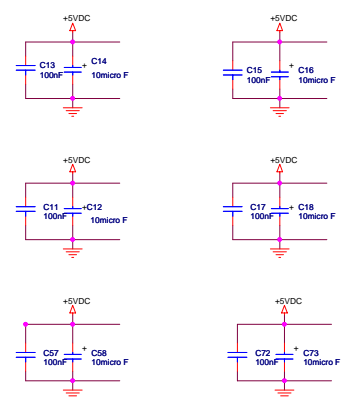 +5VDC
+5VDC
C13
100nF
+
C14
10micro F
C15
100nF
+
C16
10micro F
+5VDC
+5VDC
C11
100nF
+
C12
10micro F
C17
100nF
+
C18
10micro F
+5VDC
+5VDC
C57
100nF
+
C58
10micro F
C72
100nF
+
C73
10micro F